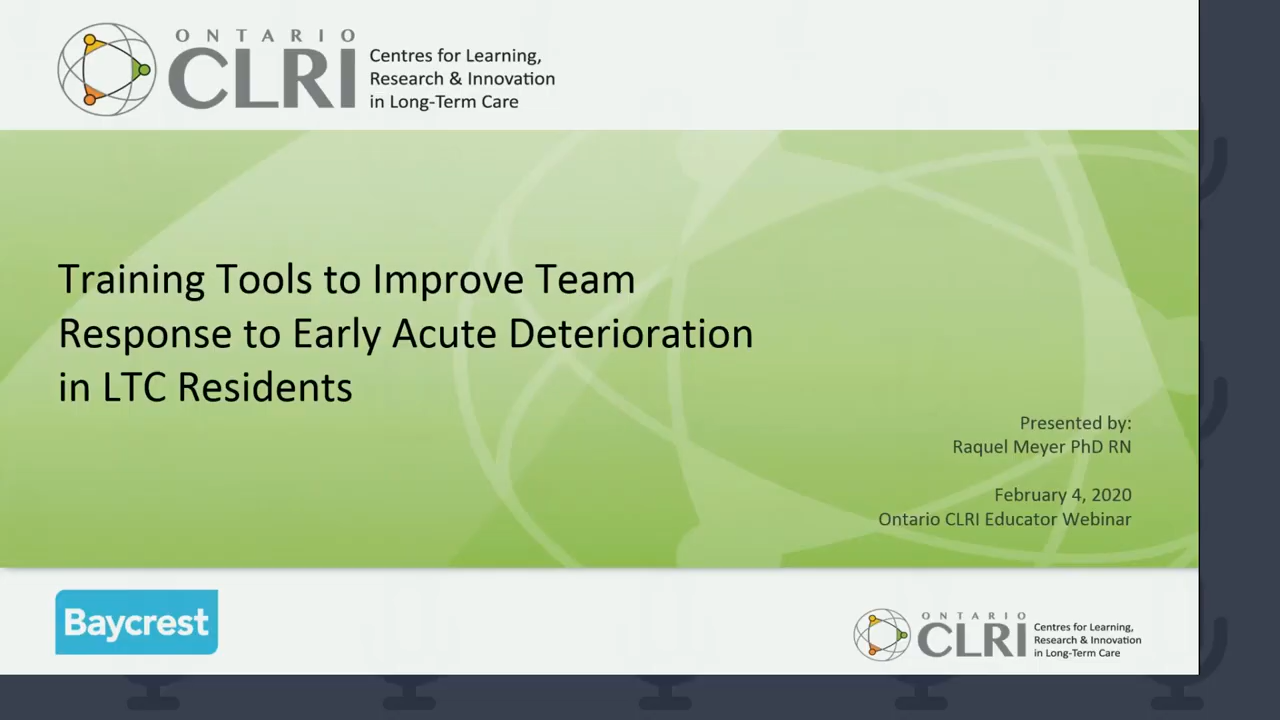 ONTARIO
CLRI
Centres for Learning,
Research & Innovation
in Long-Term Care
Training Tools to Improve Team
Response to Early Acute Deterioration
in LTC Residents
Presented by:
Raquel Meyer PhD RN
February 4, 2020
Ontario CLRI Educator Webinar
Baycrest
ONTARIO
CLRI
Centres for Learning,
Research & Innovation
in Long-Term Care